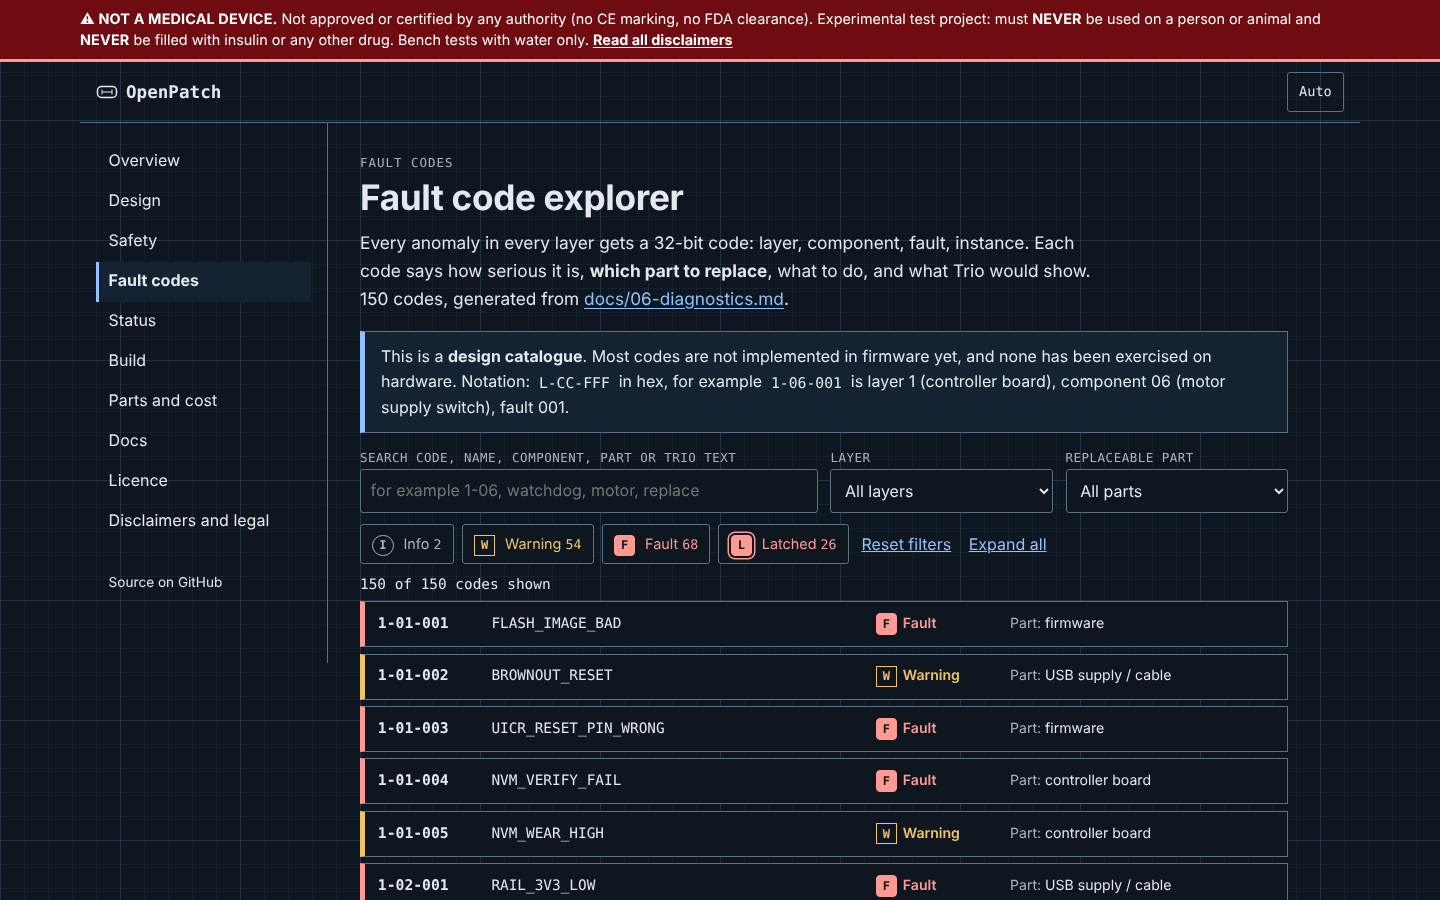 ⚠ NOT A MEDICAL DEVICE. Not approved or certified by any authority (no CE marking, no FDA clearance). Experimental test project: must NEVER be used on a person or animal and
NEVER be filled with insulin or any other drug. Bench tests with water only. Read all disclaimers
OpenPatch
Auto
Overview
Design
Safety
Fault codes
Status
Build
Parts and cost
Docs
Licence
Disclaimers and legal
Source on GitHub
FAULT CODES
Fault code explorer
Every anomaly in every layer gets a 32-bit code: layer, component, fault, instance. Each
code says how serious it is, which part to replace, what to do, and what Trio would show.
150 codes, generated from docs/06-diagnostics.md.
This is a design catalogue. Most codes are not implemented in firmware yet, and none has been exercised on
hardware. Notation: L-CC-FFF in hex, for example 1-06-001 is layer 1 (controller board), component 06 (motor
supply switch), fault 001.
SEARCH CODE, NAME, COMPONENT, PART OR TRIO TEXT
for example 1-06, watchdog, motor, replace
LAYER
All layers
REPLACEABLE PART
All parts
I Info 2
W Warning 54
F Fault 68
L Latched 26
Reset filters
Expand all
150 of 150 codes shown
1-01-001 FLASH_IMAGE_BAD F Fault Part: firmware
1-01-002 BROWNOUT_RESET W Warning Part: USB supply / cable
1-01-003 UICR_RESET_PIN_WRONG F Fault Part: firmware
1-01-004 NVM_VERIFY_FAIL F Fault Part: controller board
1-01-005 NVM_WEAR_HIGH W Warning Part: controller board
1-02-001 RAIL_3V3_LOW F Fault Part: USB supply / cable